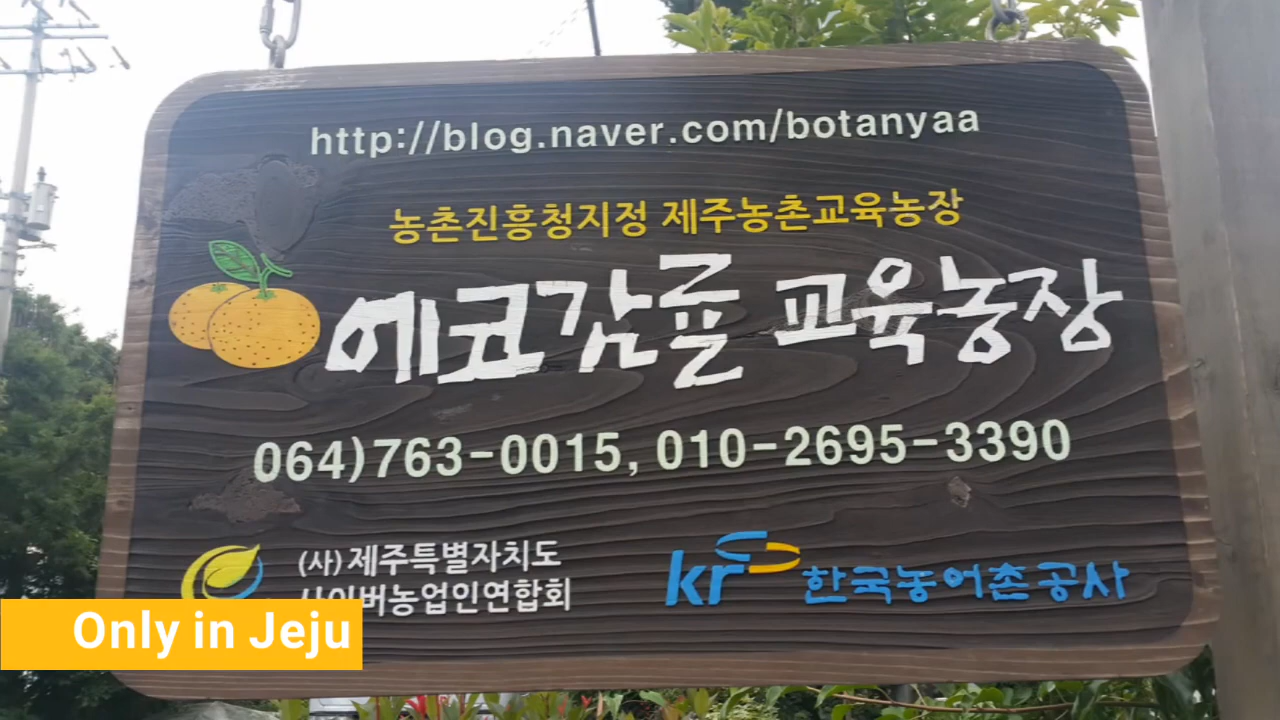 http://blog.naver.com/botanyaa
농촌진흥청지정 제주농촌교육농장
에코감귤 교육농장
064)763-0015, 010-2695-3390
(사)제주특별자치도
사이버농업인연합회
kr 한국농어촌공사
Only in Jeju